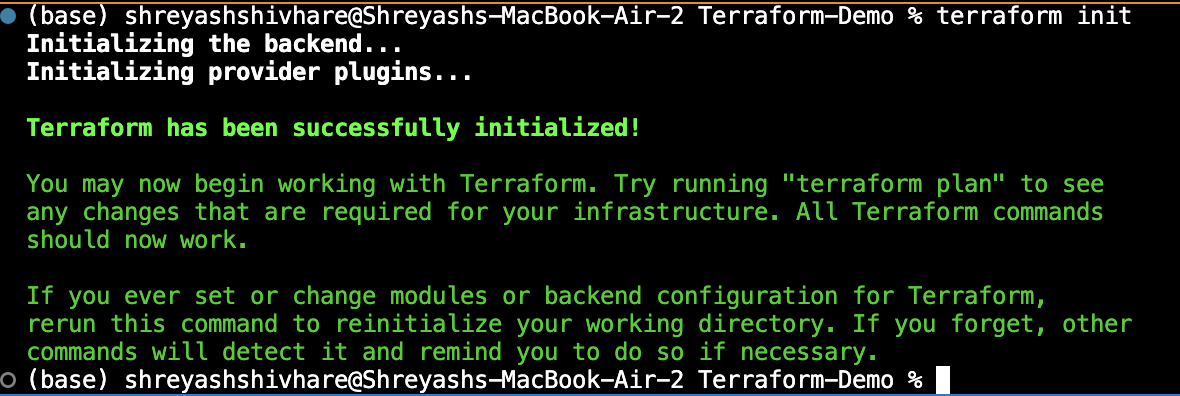 (base) shreyashshivhare@Shreyashs-MacBook-Air-2 Terraform-Demo % terraform init
Initializing the backend...
Initializing provider plugins...
Terraform has been successfully initialized!
You may now begin working with Terraform. Try running "terraform plan" to see
any changes that are required for your infrastructure. All Terraform commands
should now work.
If you ever set or change modules or backend configuration for Terraform,
rerun this command to reinitialize your working directory. If you forget, other
commands will detect it and remind you to do so if necessary.
(base) shreyashshivhare@Shreyashs-MacBook-Air-2 Terraform-Demo %